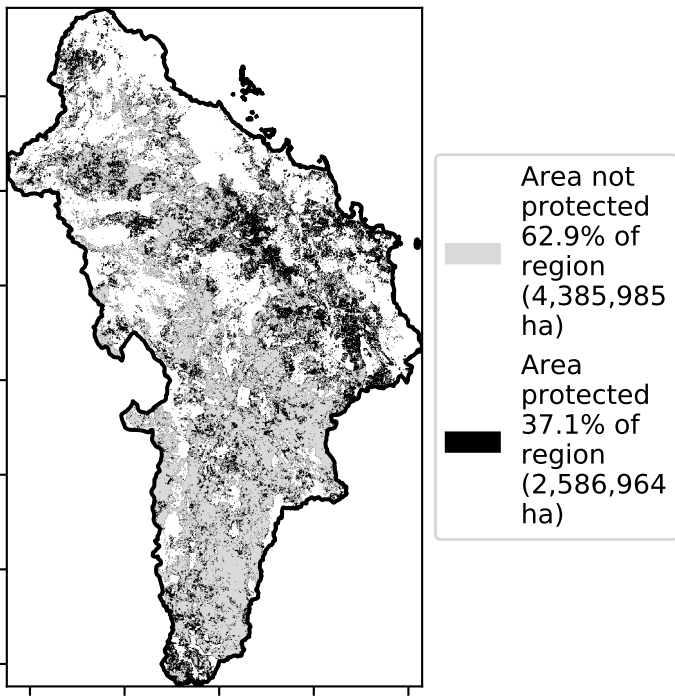 Area not
protected
62.9% of
region
(4,385,985
ha)
Area
protected
37.1% of
region
(2,586,964
ha)